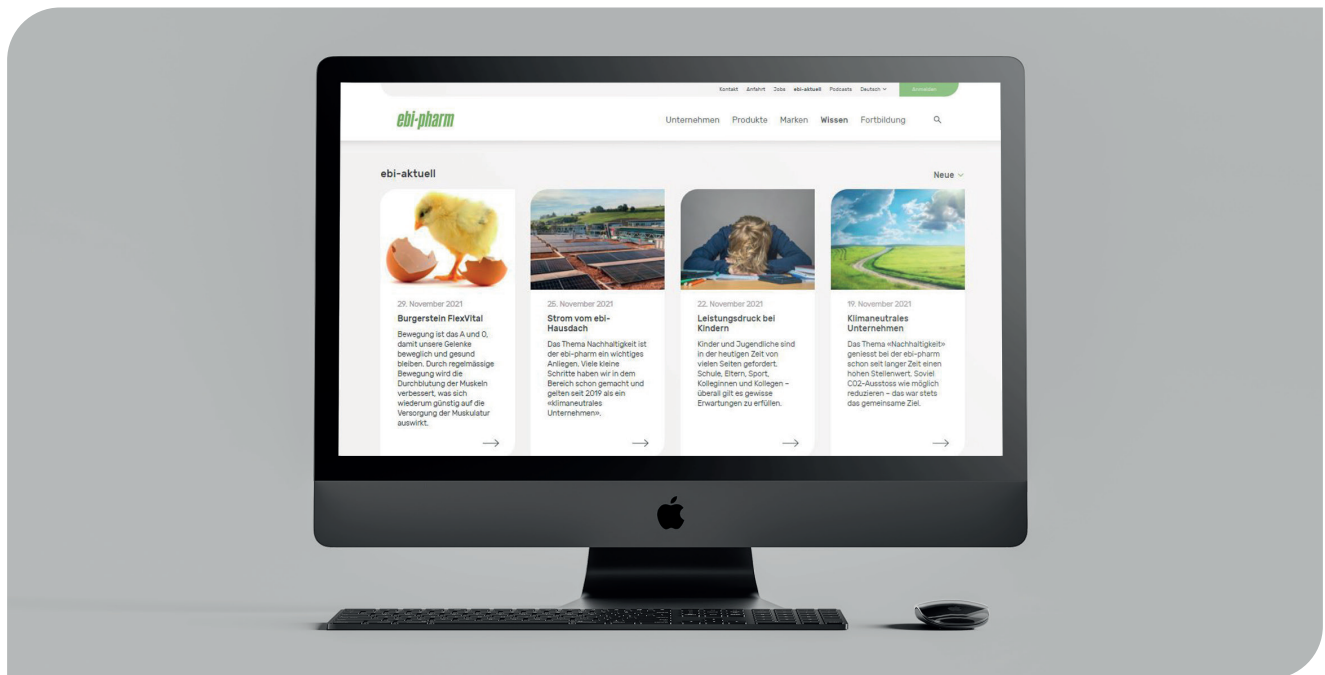 Kontakt Anfahrt Jobs ebi-aktuell Podcasts Deutsch Anmelden
ebi-pharm
Unternehmen Produkte Marken Wissen Fortbildung
ebi-aktuell
Neue
29. November 2021
Burgerstein FlexVital
Bewegung ist das A und O,
damit unsere Gelenke
beweglich und gesund
bleiben. Durch regelmässige
Bewegung wird die
Durchblutung der Muskeln
verbessert, was sich
wiederum günstig auf die
Versorgung der Muskulatur
auswirkt.
25. November 2021
Strom vom ebi-
Hausdach
Das Thema Nachhaltigkeit ist
der ebi-pharm ein wichtiges
Anliegen. Viele kleine
Schritte haben wir in dem
Bereich schon gemacht und
gelten seit 2019 als ein
«klimaneutrales
Unternehmen».
22. November 2021
Leistungsdruck bei
Kindern
Kinder und Jugendliche sind
in der heutigen Zeit von
vielen Seiten gefordert.
Schule, Eltern, Sport,
Kolleginnen und Kollegen –
überall gilt es gewisse
Erwartungen zu erfüllen.
19. November 2021
Klimaneutrales
Unternehmen
Das Thema «Nachhaltigkeit»
geniesst bei der ebi-pharm
schon seit langer Zeit einen
hohen Stellenwert. Soviel
CO2-Ausstoss wie möglich
reduzieren – das war stets
das gemeinsame Ziel.